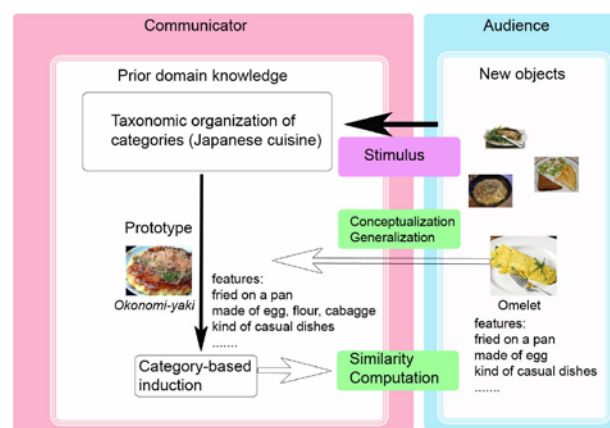 Communicator
Audience
Prior domain knowledge
New objects
Taxonomic organization of
categories (Japanese cuisine)
Stimulus
Conceptualization
Generalization
Prototype
Okonomi-yaki
features:
fried on a pan
made of egg, flour, cabagge
kind of casual dishes
.......
Omelet
features:
fried on a pan
made of egg
kind of casual dishes
.......
Category-based
induction
Similarity
Computation